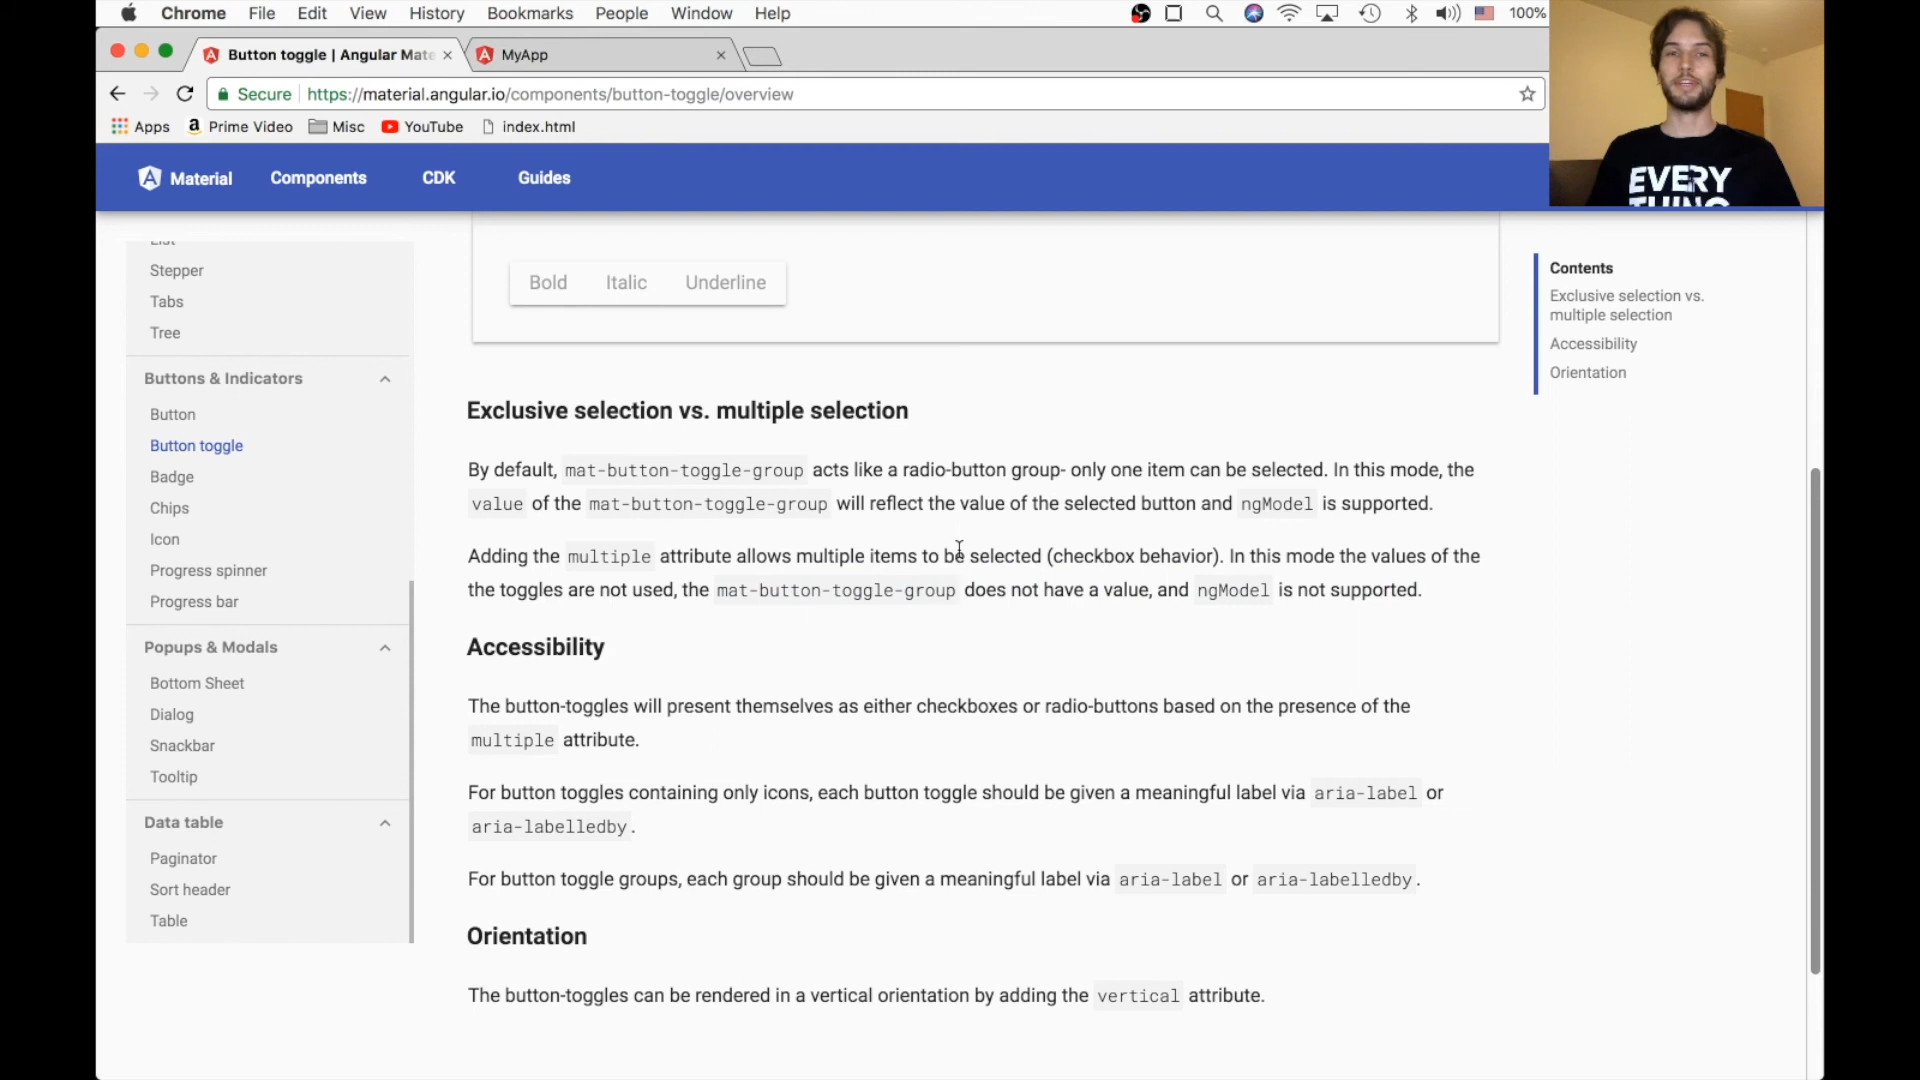 Chrome File Edit View History Bookmarks People Window Help 100%
Button toggle | Angular Mate MyApp
Secure https://material.angular.io/components/button-toggle/overview
Apps Prime Video Misc YouTube index.html
Material Components CDK Guides
EVERY
THING
List
Stepper
Tabs
Tree
Buttons & Indicators
Button
Button toggle
Badge
Chips
Icon
Progress spinner
Progress bar
Popups & Modals
Bottom Sheet
Dialog
Snackbar
Tooltip
Data table
Paginator
Sort header
Table
Bold Italic Underline
Exclusive selection vs. multiple selection
By default, mat-button-toggle-group acts like a radio-button group- only one item can be selected. In this mode, the
value of the mat-button-toggle-group will reflect the value of the selected button and ngModel is supported.
Adding the multiple attribute allows multiple items to be selected (checkbox behavior). In this mode the values of the
the toggles are not used, the mat-button-toggle-group does not have a value, and ngModel is not supported.
Accessibility
The button-toggles will present themselves as either checkboxes or radio-buttons based on the presence of the
multiple attribute.
For button toggles containing only icons, each button toggle should be given a meaningful label via aria-label or
aria-labelledby.
For button toggle groups, each group should be given a meaningful label via aria-label or aria-labelledby.
Orientation
The button-toggles can be rendered in a vertical orientation by adding the vertical attribute.
Contents
Exclusive selection vs.
multiple selection
Accessibility
Orientation